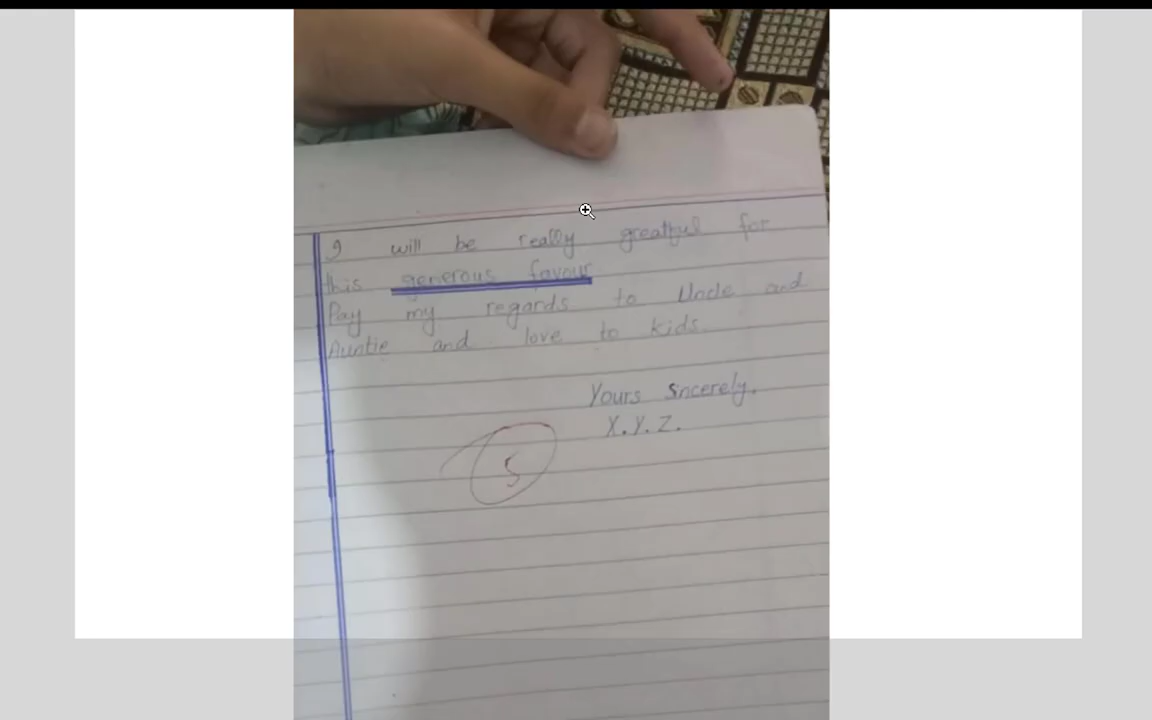 I will be really greatful for
this generous favour
Pay my regards to Uncle and
Auntie and love to kids.
Yours sincerely,
X.Y.Z.
5